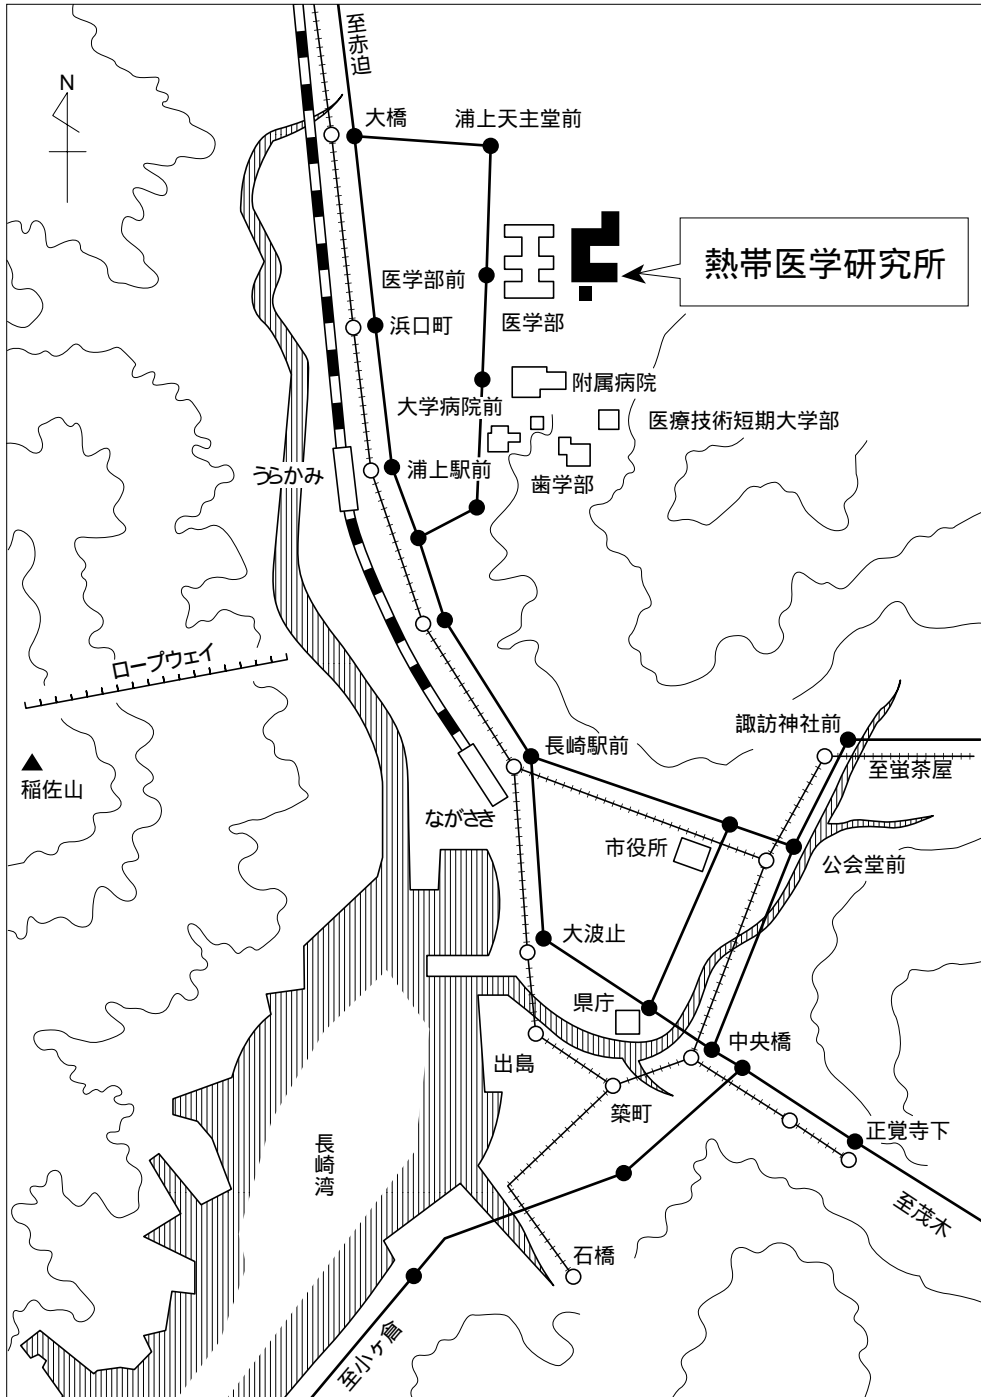 至赤迫
N
大橋
浦上天主堂前
熱帯医学研究所
医学部前
医学部
浜口町
附属病院
大学病院前
医療技術短期大学部
うらかみ
浦上駅前
歯学部
ロープウェイ
諏訪神社前
長崎駅前
至蛍茶屋
稲佐山
ながさき
市役所
公会堂前
大波止
県庁
中央橋
出島
築町
正覚寺下
長崎湾
至茂木
石橋
至小ヶ倉